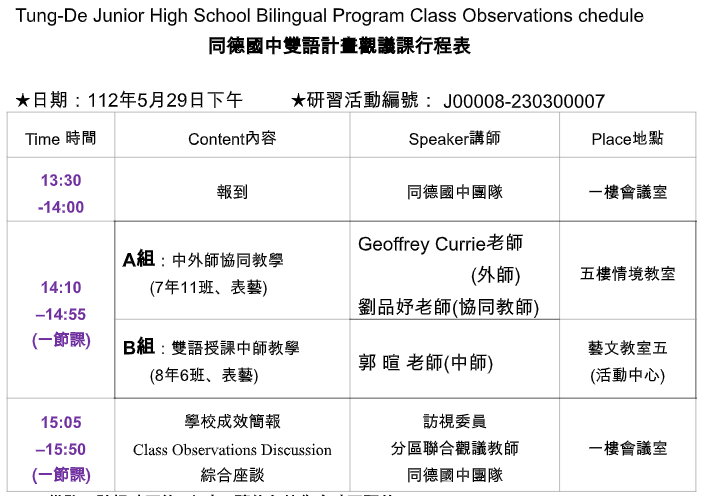 Tung-De Junior High School Bilingual Program Class Observations chedule
同德國中雙語計畫觀議課行程表
★日期：112年5月29日下午 ★研習活動編號： J00008-230300007
Time 時間 Content內容 Speaker講師 Place地點
13:30
-14:00
報到
同德國中團隊
一樓會議室
14:10
–14:55
(一節課)
A組：中外師協同教學
(7年11班、表藝)
Geoffrey Currie老師
(外師)
劉品妤老師(協同教師)
五樓情境教室
B組：雙語授課中師教學
(8年6班、表藝)
郭 暄 老師(中師)
藝文教室五
(活動中心)
15:05
–15:50
(一節課)
學校成效簡報
Class Observations Discussion
綜合座談
訪視委員
分區聯合觀議教師
同德國中團隊
一樓會議室